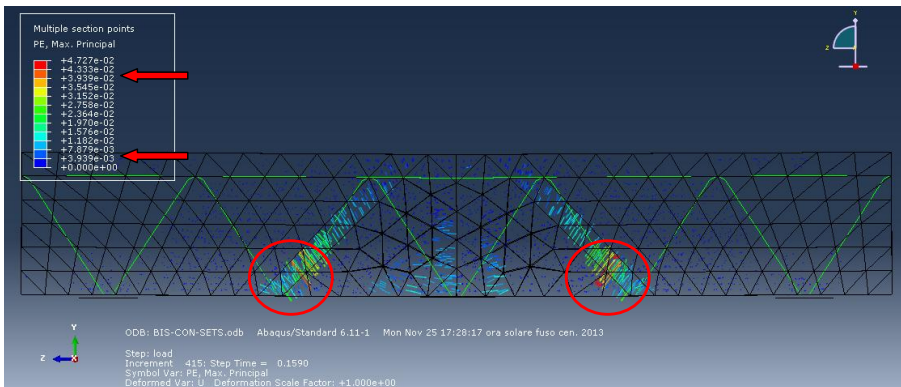 Multiple section points
PE, Max. Principal
+4.727e-02
+4.333e-02
+3.939e-02
+3.545e-02
+3.152e-02
+2.758e-02
+2.364e-02
+1.970e-02
+1.576e-02
+1.182e-02
+7.879e-03
+3.939e-03
+0.000e+00
Y
Z
Y
Z
X
ODB: BIS-CON-SETS.odb Abaqus/Standard 6.11-1 Mon Nov 25 17:28:17 ora solare fuso cen. 2013
Step: load
Increment 415: Step Time = 0.1590
Symbol Var: PE, Max. Principal
Deformed Var: U Deformation Scale Factor: +1.000e+00